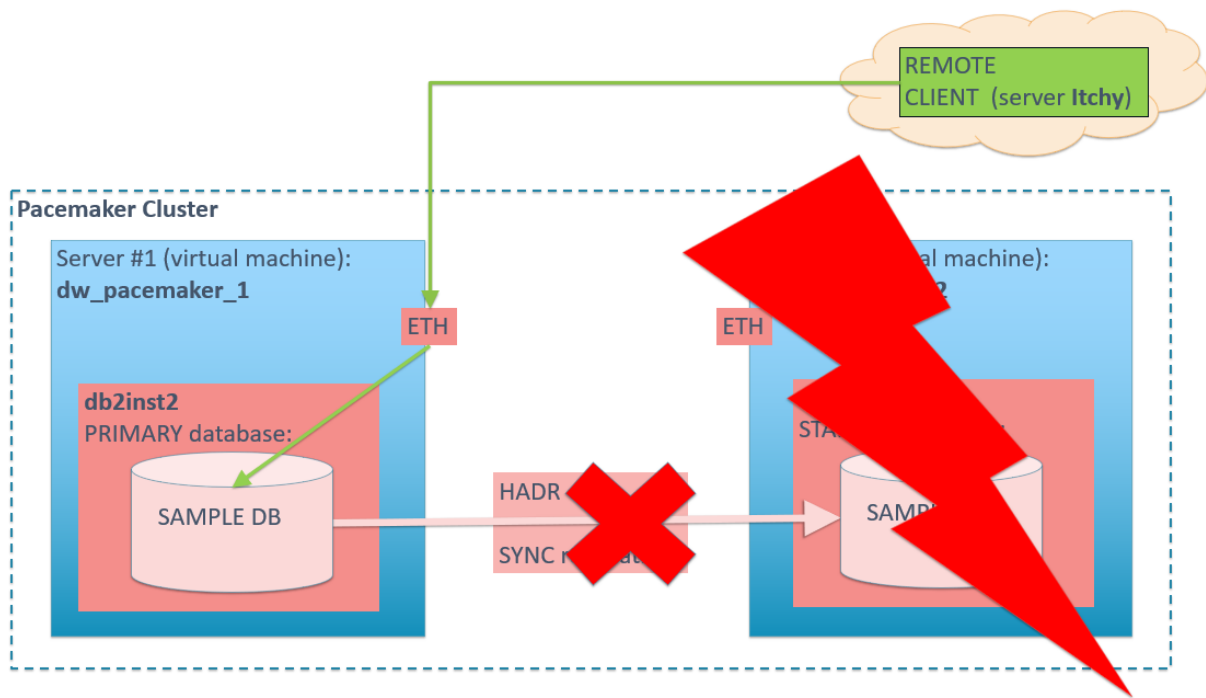 REMOTE
CLIENT (server Itchy)
Pacemaker Cluster
Server #1 (virtual machine):
dw_pacemaker_1
ETH
db2inst2
PRIMARY database:
SAMPLE DB
HADR
SYNC
machine):
ETH